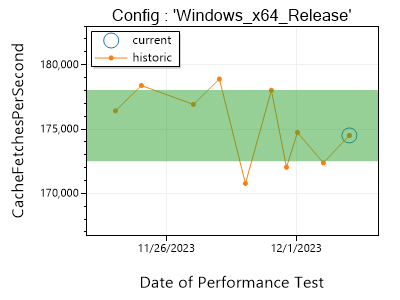 Config : 'Windows_x64_Release'
current
historic
180,000
175,000
170,000
CacheFetchesPerSecond
11/26/2023
12/1/2023
Date of Performance Test